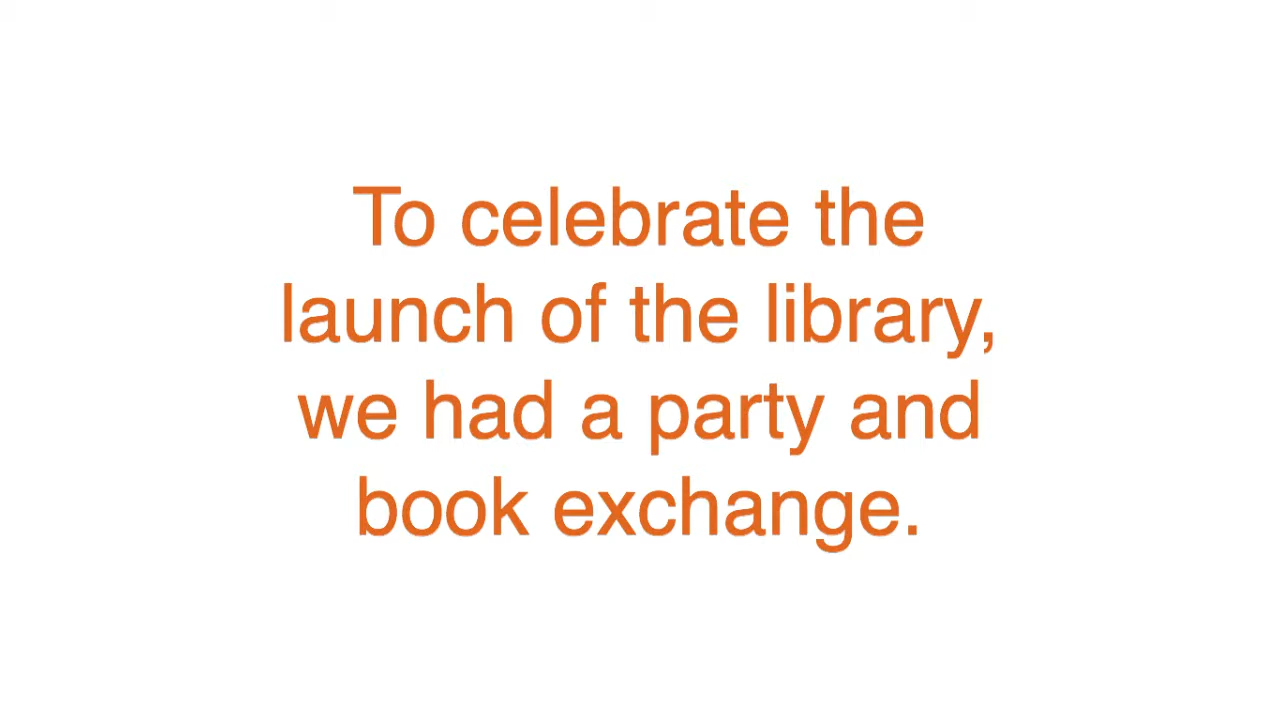 To celebrate the
launch of the library,
we had a party and
book exchange.